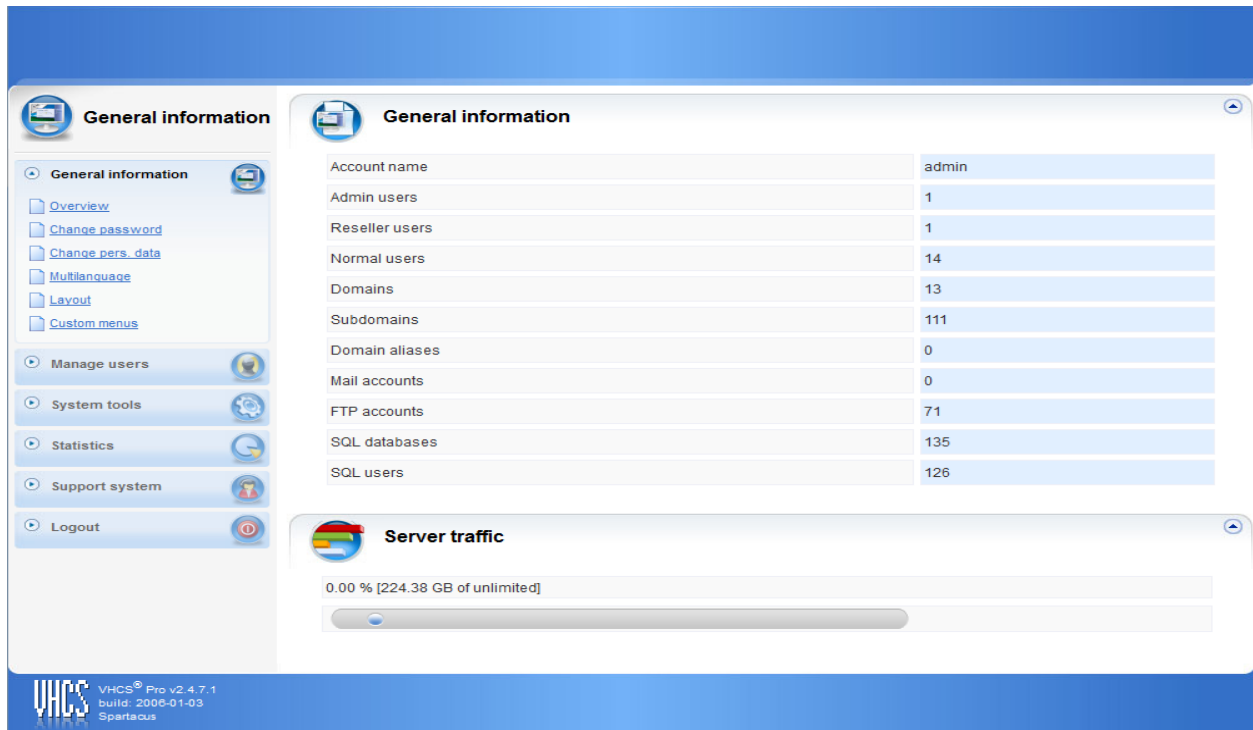 General information
General information
Overview
Change password
Change pers. data
Multilanguage
Layout
Custom menus
Manage users
System tools
Statistics
Support system
Logout
General information
Account name admin
Admin users 1
Reseller users 1
Normal users 14
Domains 13
Subdomains 111
Domain aliases 0
Mail accounts 0
FTP accounts 71
SQL databases 135
SQL users 126
Server traffic
0.00 % [224.38 GB of unlimited]
VHCS
VHCS® Pro v2.4.7.1
build: 2006-01-03
Spartacus